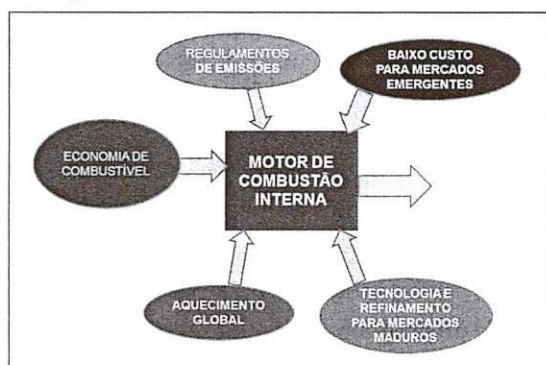 REGULAMENTOS
DE EMISSÕES
BAIXO CUSTO
PARA MERCADOS
EMERGENTES
ECONOMIA DE
COMBUSTÍVEL
MOTOR DE
COMBUSTÃO
INTERNA
AQUECIMENTO
GLOBAL
TECNOLOGIA E
REFINAMENTO
PARA MERCADOS
MADUROS